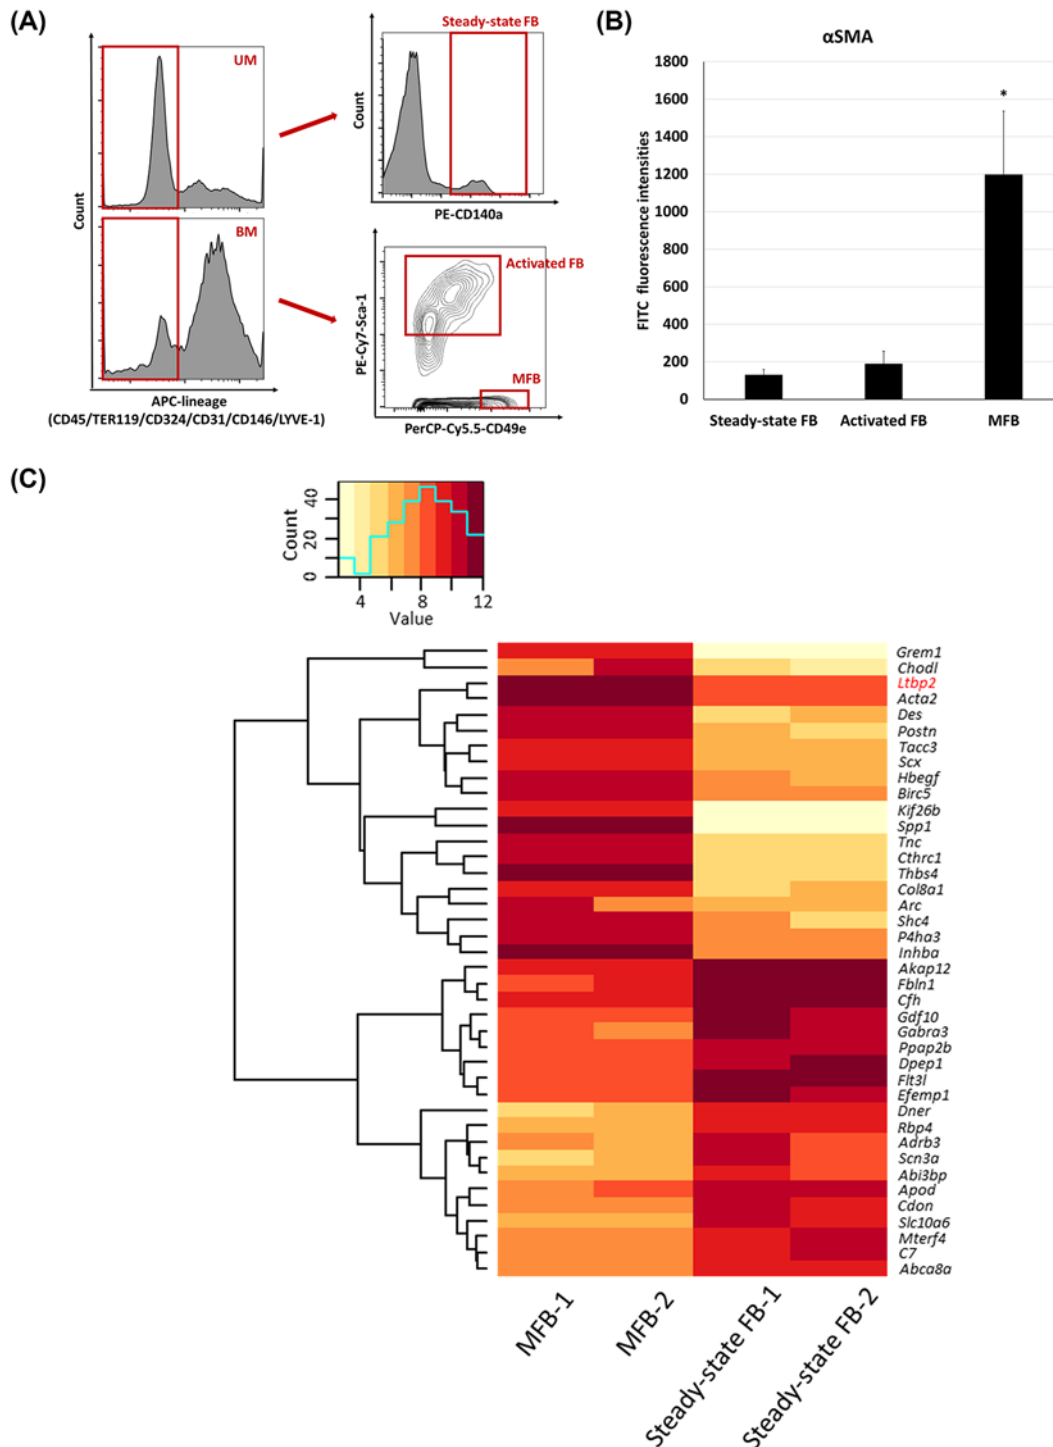 (A)
Steady-state FB
UM
Count
PE-CD140a
BM
Count
Activated FB
PE-Cy7-Sca-1
MFB
APC-lineage
(CD45/TER119/CD324/CD31/CD146/LYVE-1)
PerCP-Cy5.5-CD49e
(B)
αSMA
1800
1600
1400
1200
1000
800
600
400
200
0
FITC fluorescence intensities
*
Steady-state FB
Activated FB
MFB
(C)
Count
0
20
40
4
8
12
Value
Grem1
Chodl
Ltbp2
Acta2
Des
Postn
Tacc3
Scx
Hbegf
Birc5
Kif26b
Spp1
Tnc
Cthrc1
Thbs4
Col8a1
Arc
Shc4
P4ha3
Inhba
Akap12
Fbln1
Cfh
Gdf10
Gabra3
Ppap2b
Dpep1
Flt3l
Efemp1
Dner
Rbp4
Adrb3
Scn3a
Abi3bp
Apod
Cdon
Slc10a6
Mterf4
C7
Abca8a
MFB-1
MFB-2
Steady-state FB-1
Steady-state FB-2